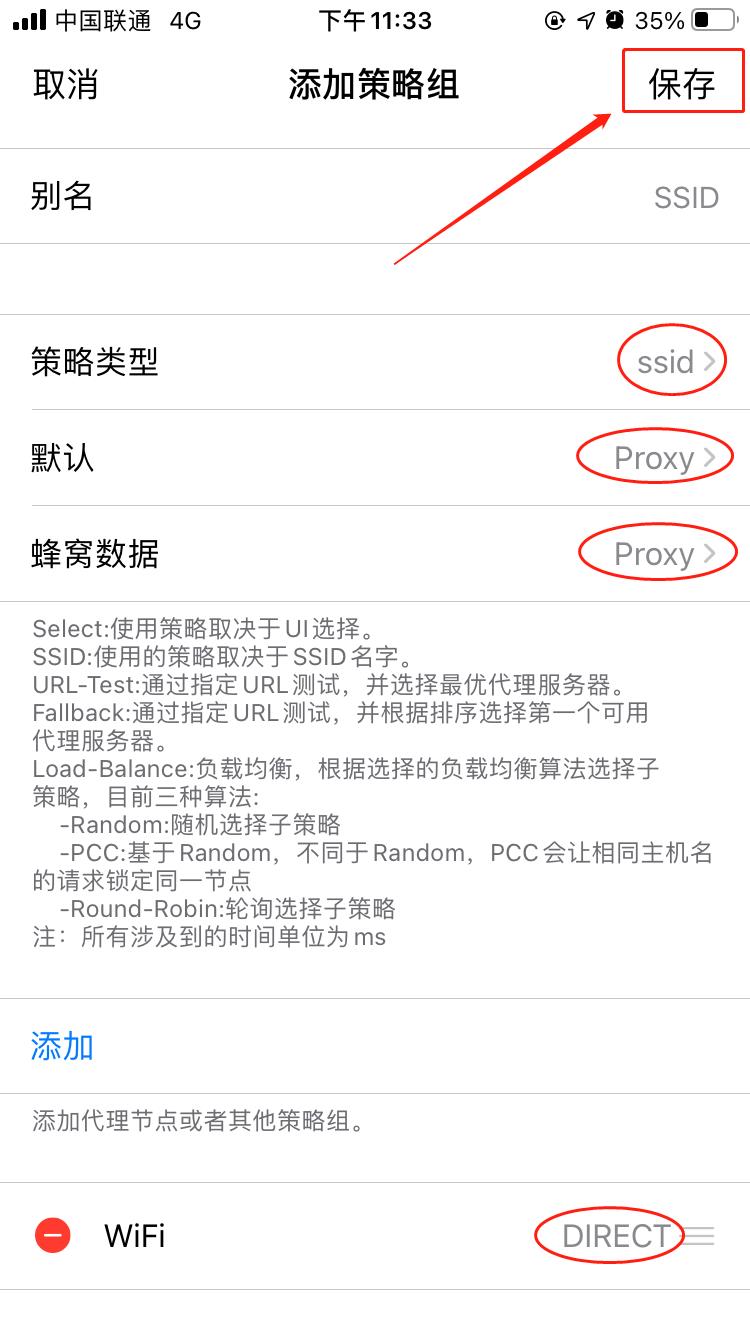 中国联通 4G 下午11:33 35%
取消 添加策略组 保存
别名 SSID
策略类型 ssid
默认 Proxy
蜂窝数据 Proxy
Select:使用策略取决于UI选择。
SSID:使用的策略取决于SSID名字。
URL-Test:通过指定URL测试，并选择最优代理服务器。
Fallback:通过指定URL测试，并根据排序选择第一个可用
代理服务器。
Load-Balance:负载均衡，根据选择的负载均衡算法选择子
策略，目前三种算法:
-Random:随机选择子策略
-PCC:基于Random，不同于Random，PCC会让相同主机名
的请求锁定同一节点
-Round-Robin:轮询选择子策略
注：所有涉及到的时间单位为ms
添加
添加代理节点或者其他策略组。
WiFi DIRECT